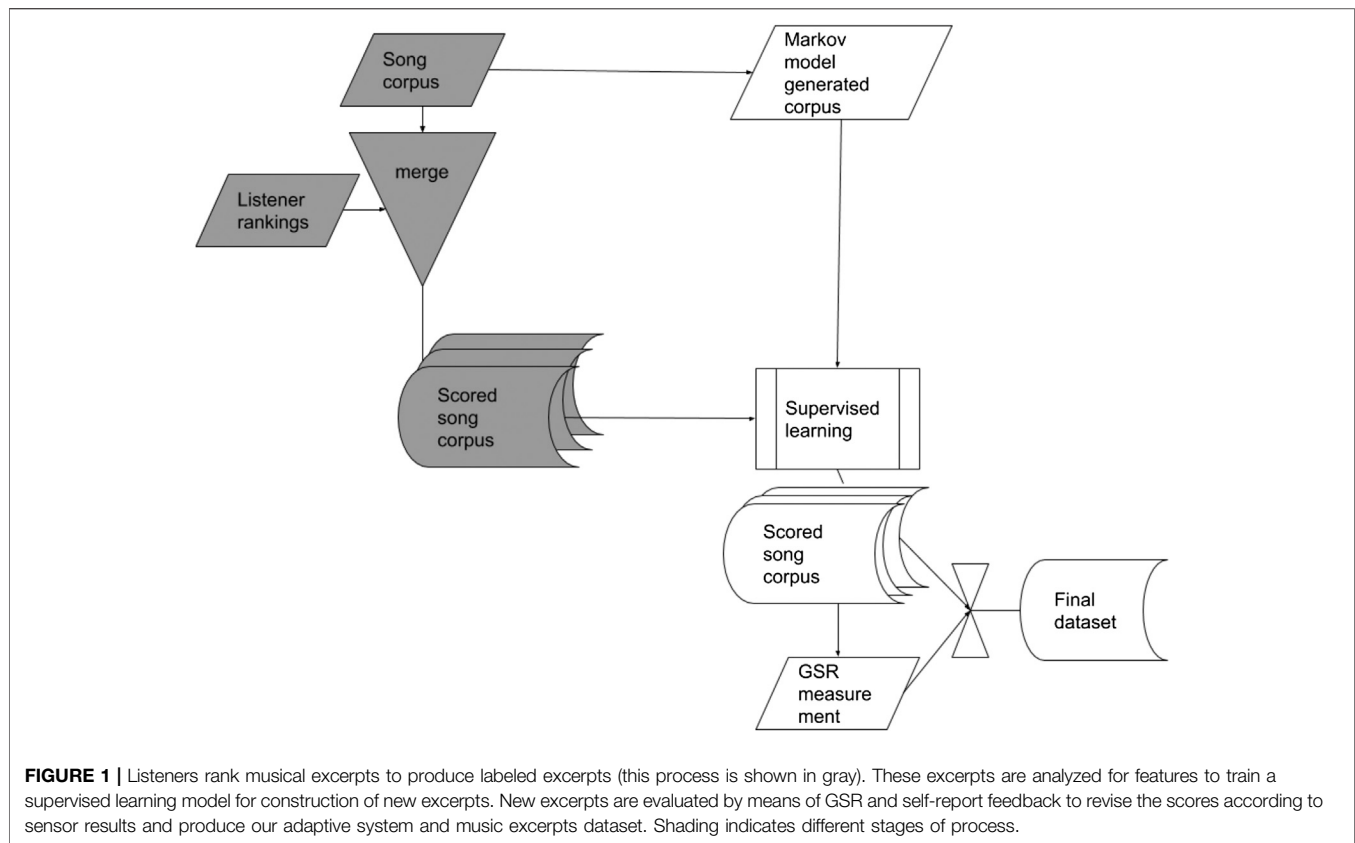 Song
corpus
Markov
model
generated
corpus
merge
Listener
rankings
Scored
song
corpus
Supervised
learning
Scored
song
corpus
Final
dataset
GSR
measure
ment
FIGURE 1 | Listeners rank musical excerpts to produce labeled excerpts (this process is shown in gray). These excerpts are analyzed for features to train a
supervised learning model for construction of new excerpts. New excerpts are evaluated by means of GSR and self-report feedback to revise the scores according to
sensor results and produce our adaptive system and music excerpts dataset. Shading indicates different stages of process.